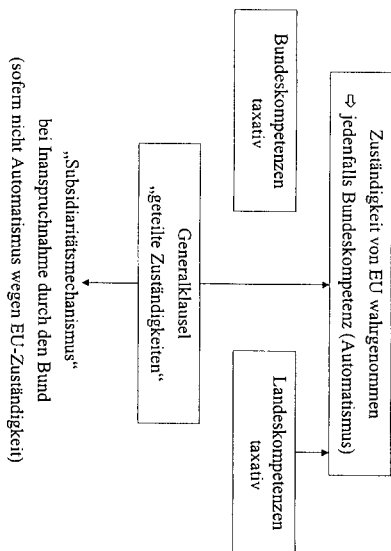 Zuständigkeit von EU wahrgenommen
⇨ jedenfalls Bundeskompetenz (Automatismus)
Bundeskompetenzen
taxativ
Landeskompetenzen
taxativ
Generalklausel
„geteilte Zuständigkeiten“
„Subsidiaritätsmechanismus“
bei Inanspruchnahme durch den Bund
(sofern nicht Automatismus wegen EU-Zuständigkeit)